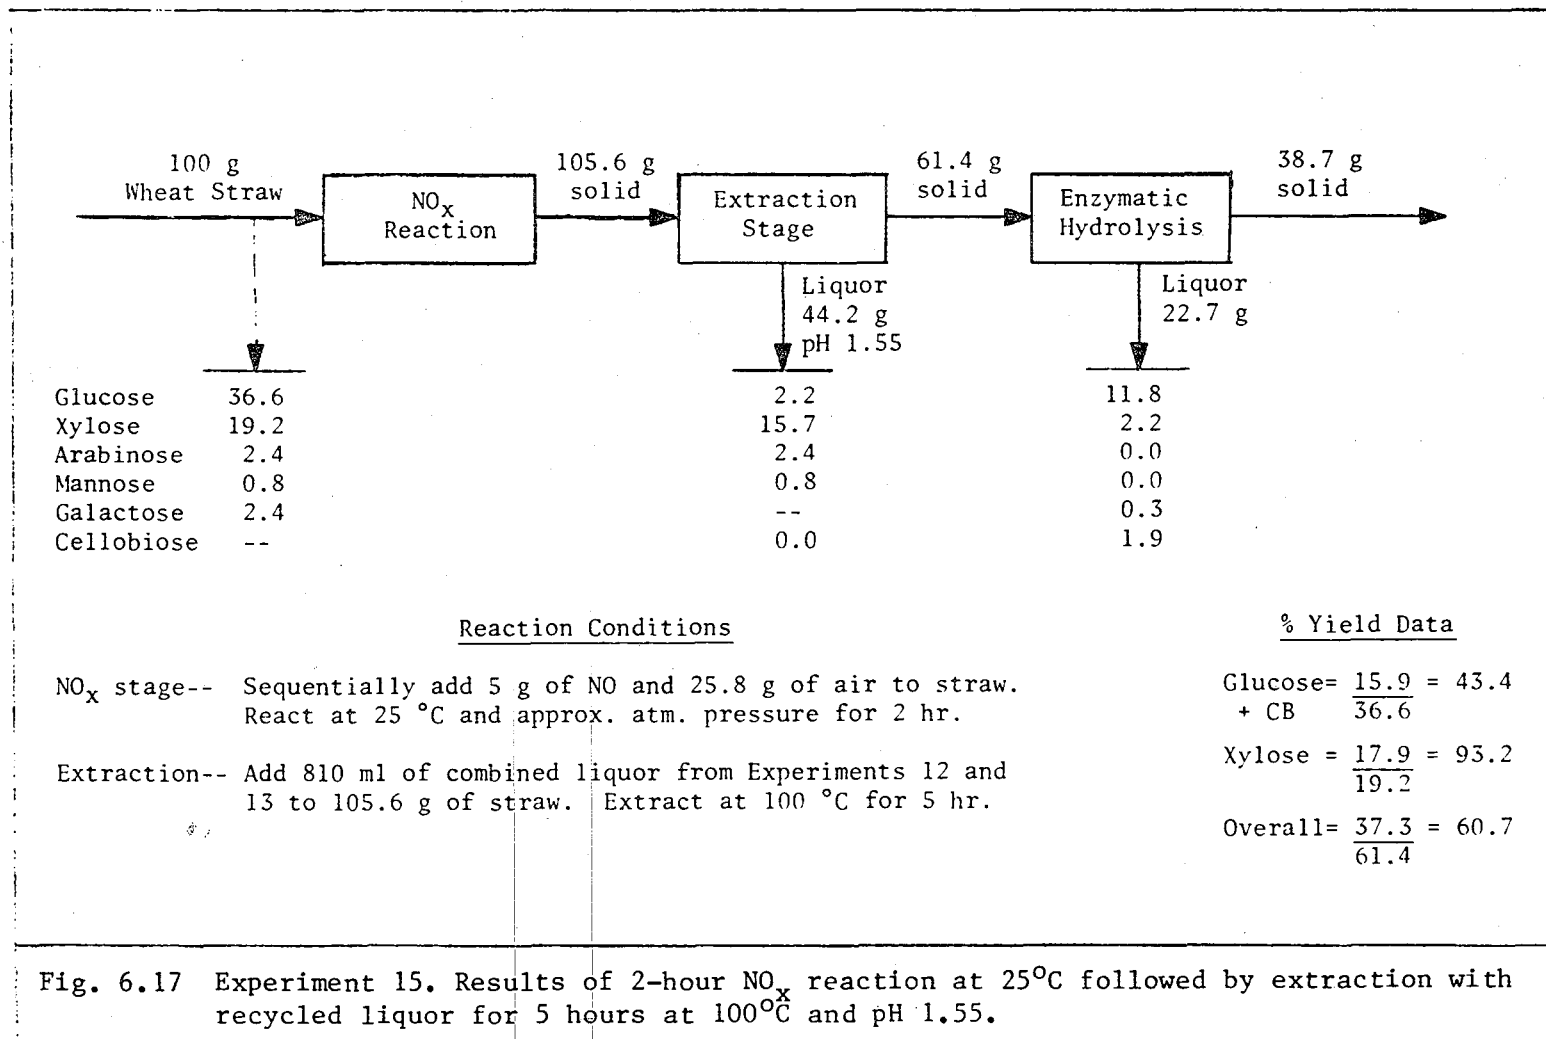 100 g
Wheat Straw
NOx
Reaction
105.6 g
solid
Extraction
Stage
61.4 g
solid
Enzymatic
Hydrolysis
38.7 g
solid
Liquor
44.2 g
pH 1.55
Liquor
22.7 g
Glucose 36.6 2.2 11.8
Xylose 19.2 15.7 2.2
Arabinose 2.4 2.4 0.0
Mannose 0.8 0.8 0.0
Galactose 2.4 -- 0.3
Cellobiose -- 0.0 1.9
Reaction Conditions
NOx stage-- Sequentially add 5 g of NO and 25.8 g of air to straw.
React at 25 °C and approx. atm. pressure for 2 hr.
Extraction-- Add 810 ml of combined liquor from Experiments 12 and
13 to 105.6 g of straw. Extract at 100 °C for 5 hr.
% Yield Data
Glucose= 15.9 = 43.4
+ CB 36.6
Xylose = 17.9 = 93.2
19.2
Overall= 37.3 = 60.7
61.4
Fig. 6.17 Experiment 15. Results of 2-hour NOx reaction at 25°C followed by extraction with
recycled liquor for 5 hours at 100°C and pH 1.55.